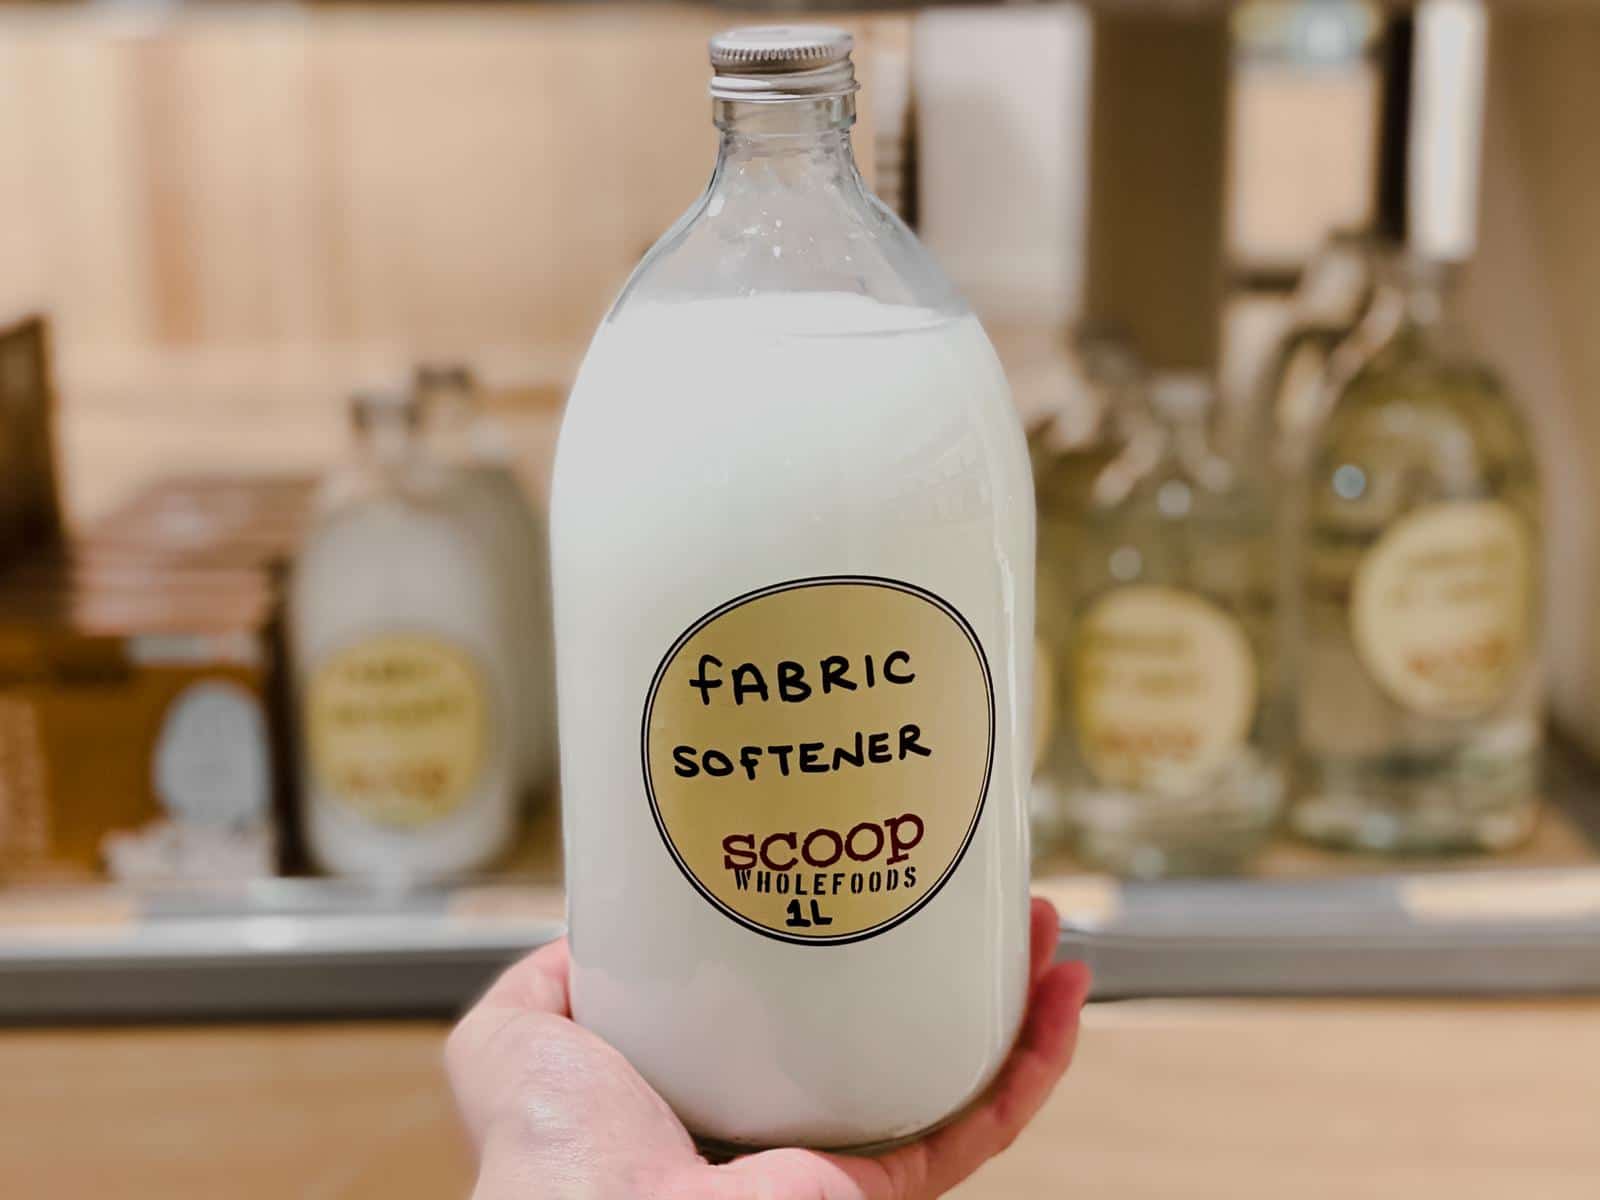 fABRIC
SOfTENER
scoop
WHOLEFOODS
1L